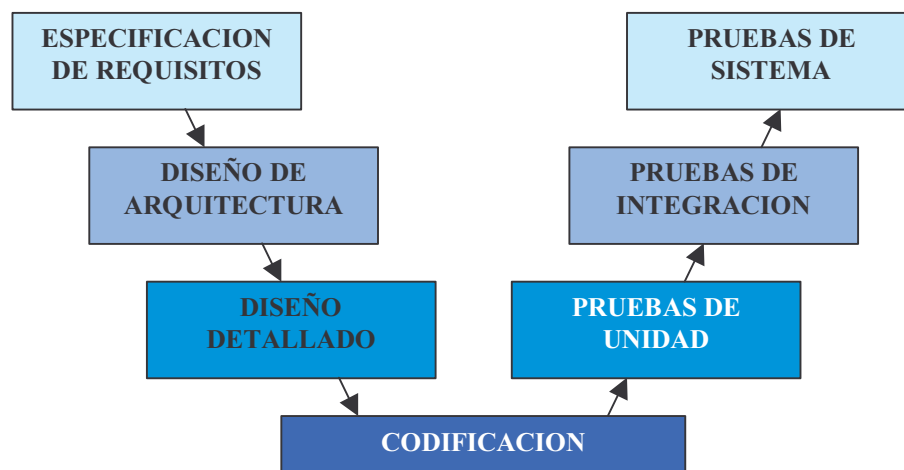 ESPECIFICACION
DE REQUISITOS
PRUEBAS DE
SISTEMA
DISEÑO DE
ARQUITECTURA
PRUEBAS DE
INTEGRACION
DISEÑO
DETALLADO
PRUEBAS DE
UNIDAD
CODIFICACION